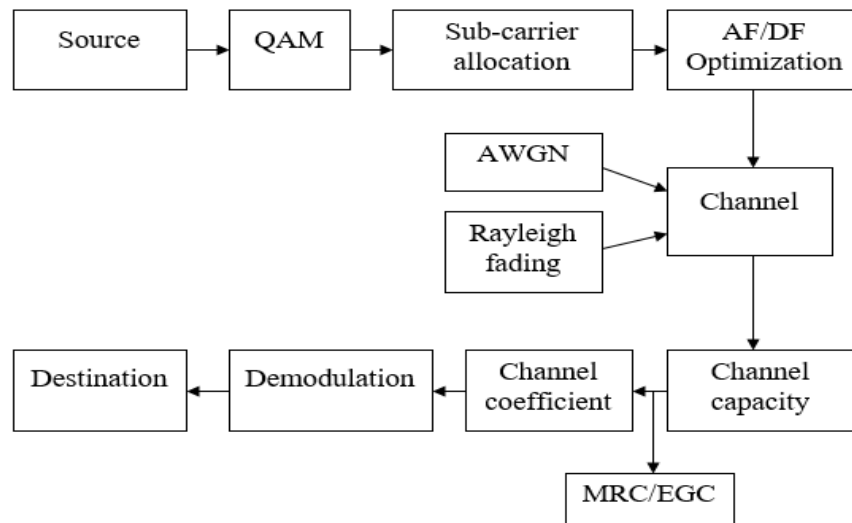 Source
QAM
Sub-carrier
allocation
AF/DF
Optimization
AWGN
Channel
Rayleigh
fading
Destination
Demodulation
Channel
coefficient
Channel
capacity
MRC/EGC